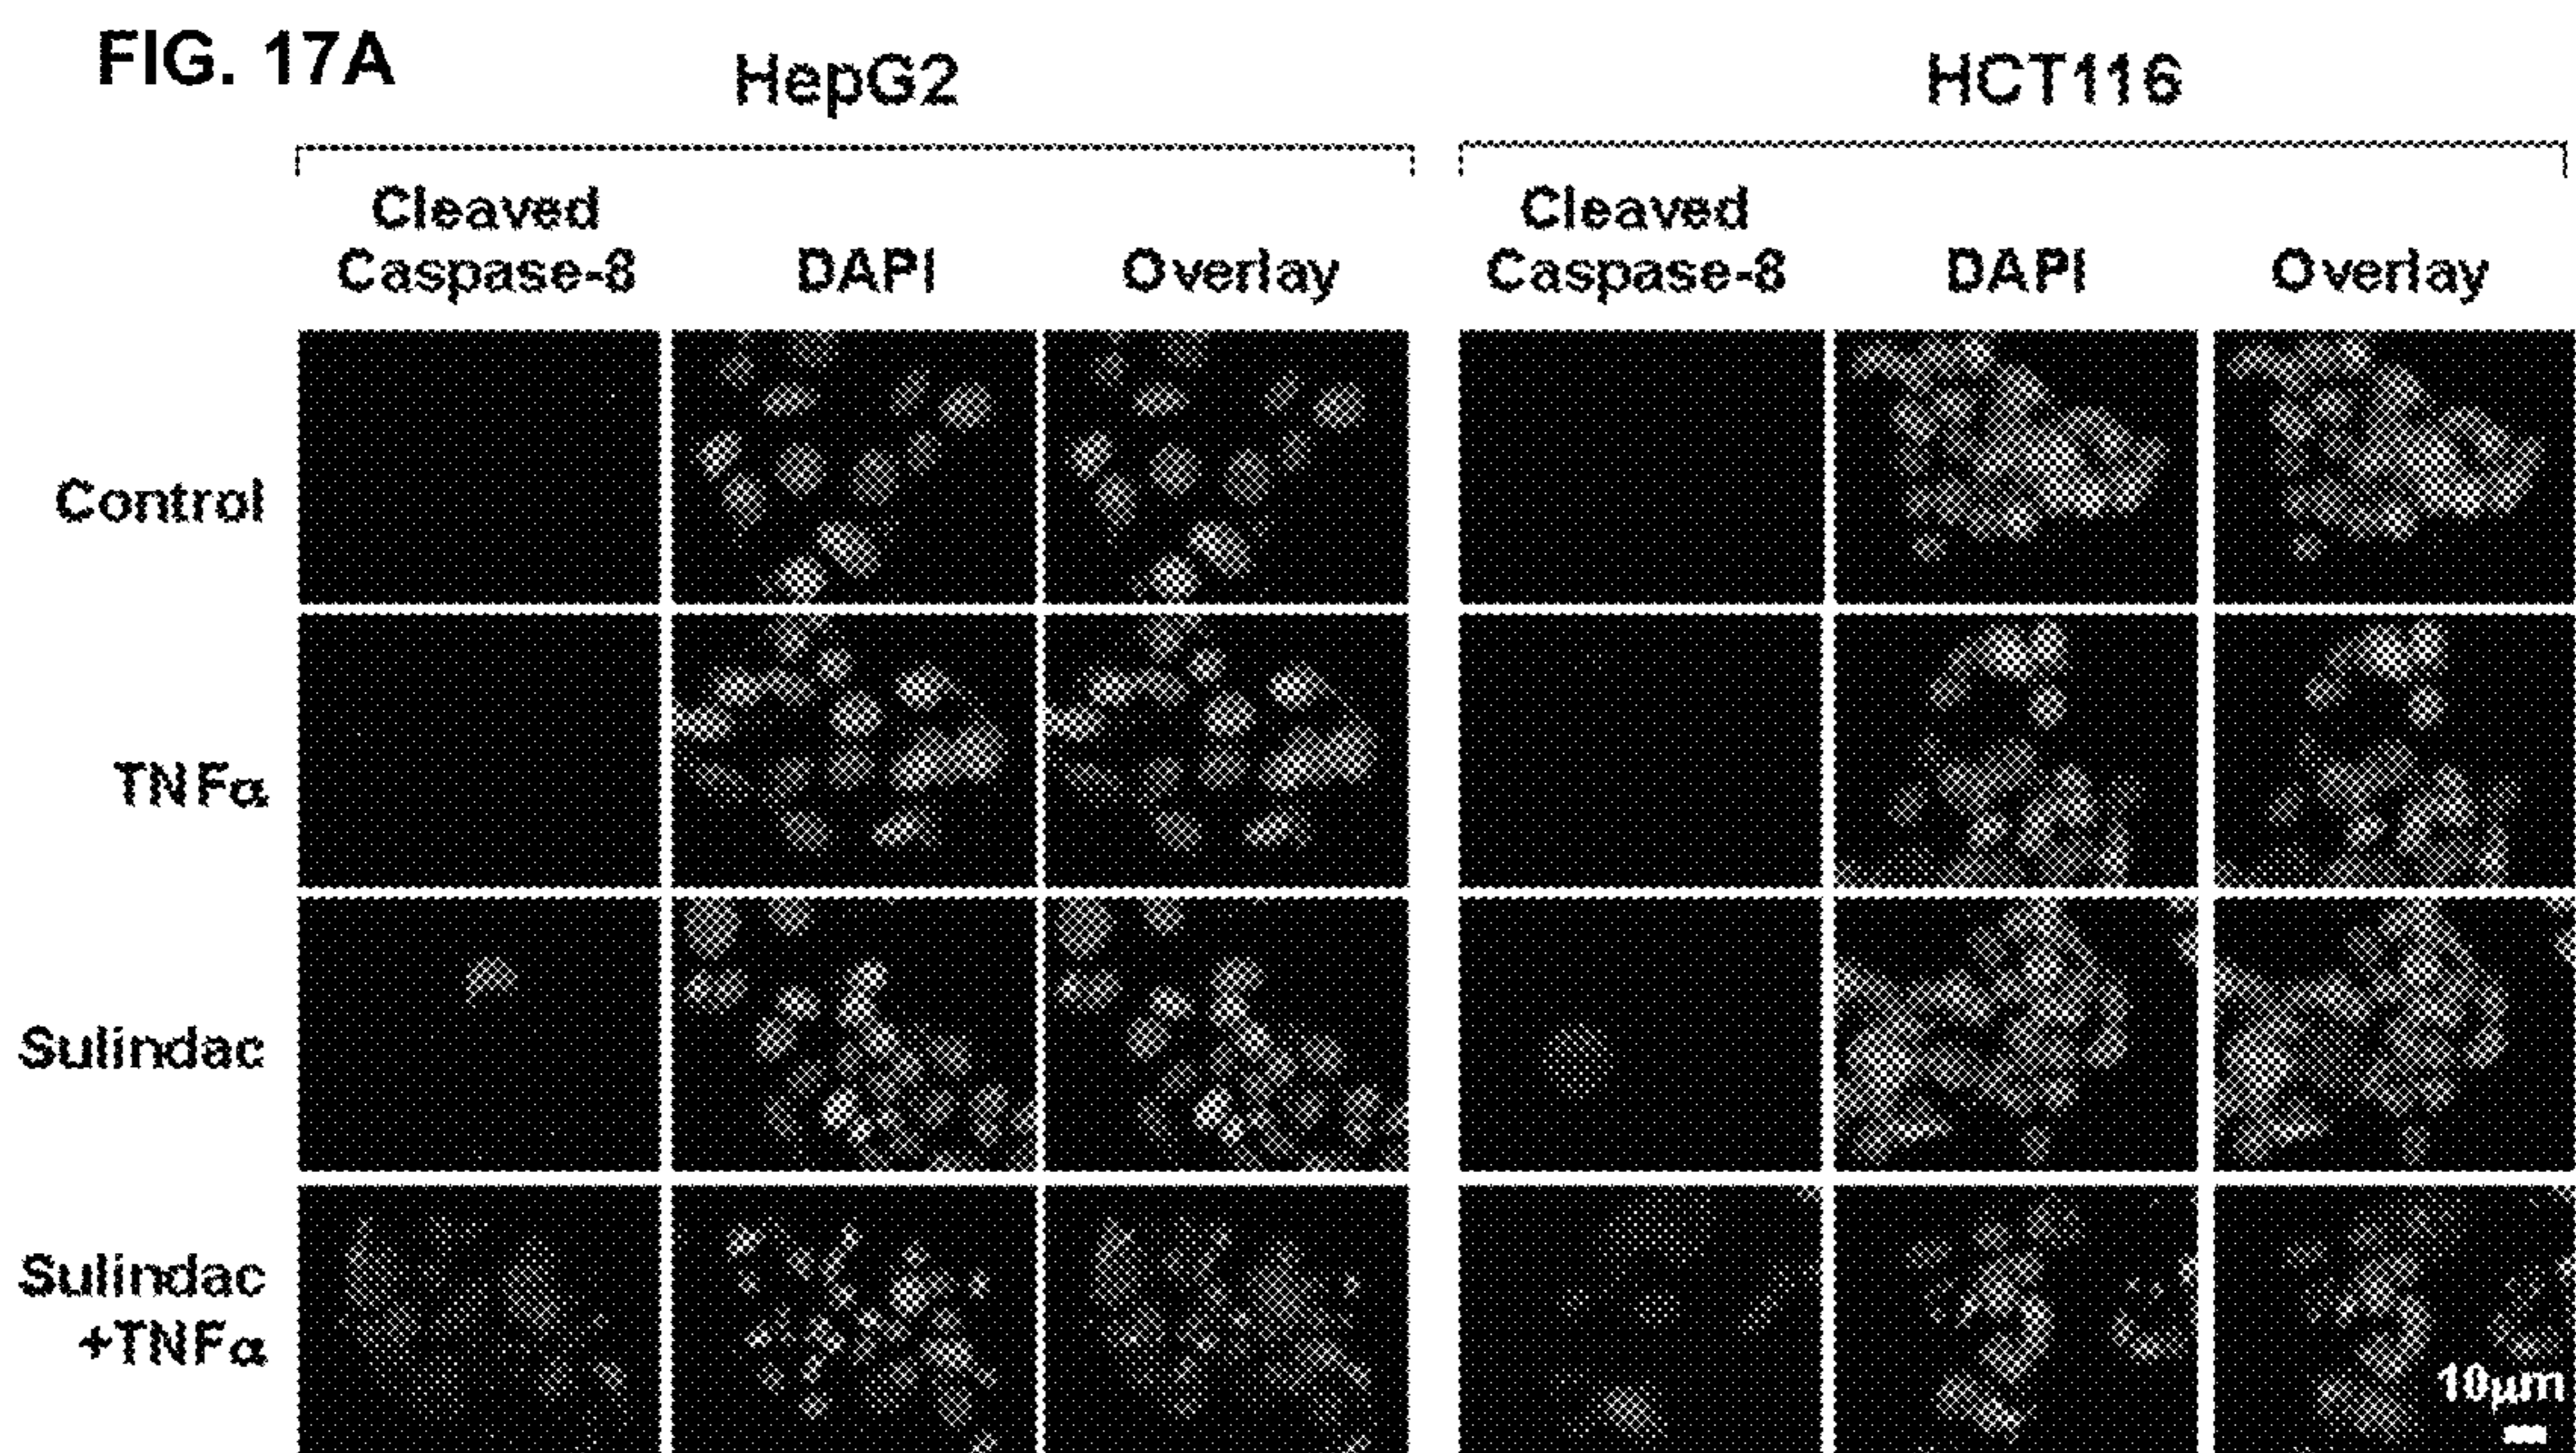 FIG. 17A
HepG2
HCT116
Cleaved
Caspase-8
DAPI
Overlay
Cleaved
Caspase-8
DAPI
Overlay
Control
TNFα
Sulindac
Sulindac
+TNFα
10μm